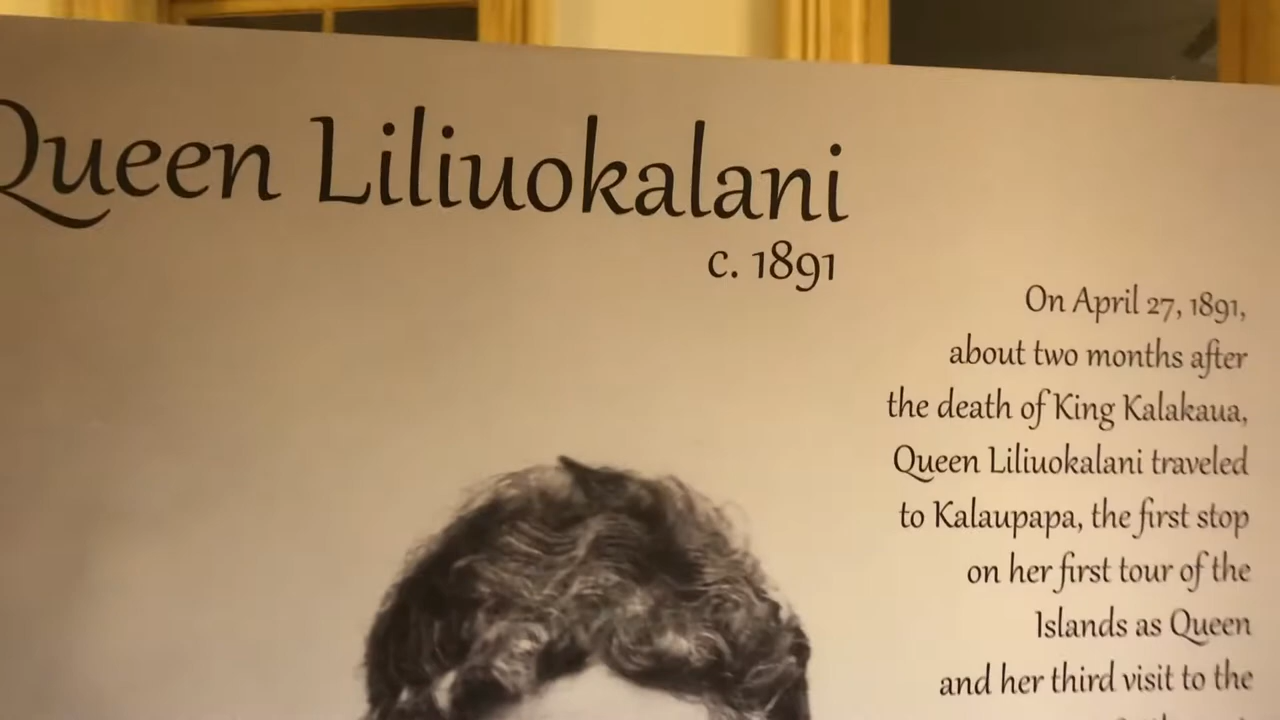 Queen Liliuokalani
c. 1891
On April 27, 1891,
about two months after
the death of King Kalakaua,
Queen Liliuokalani traveled
to Kalaupapa, the first stop
on her first tour of the
Islands as Queen
and her third visit to the